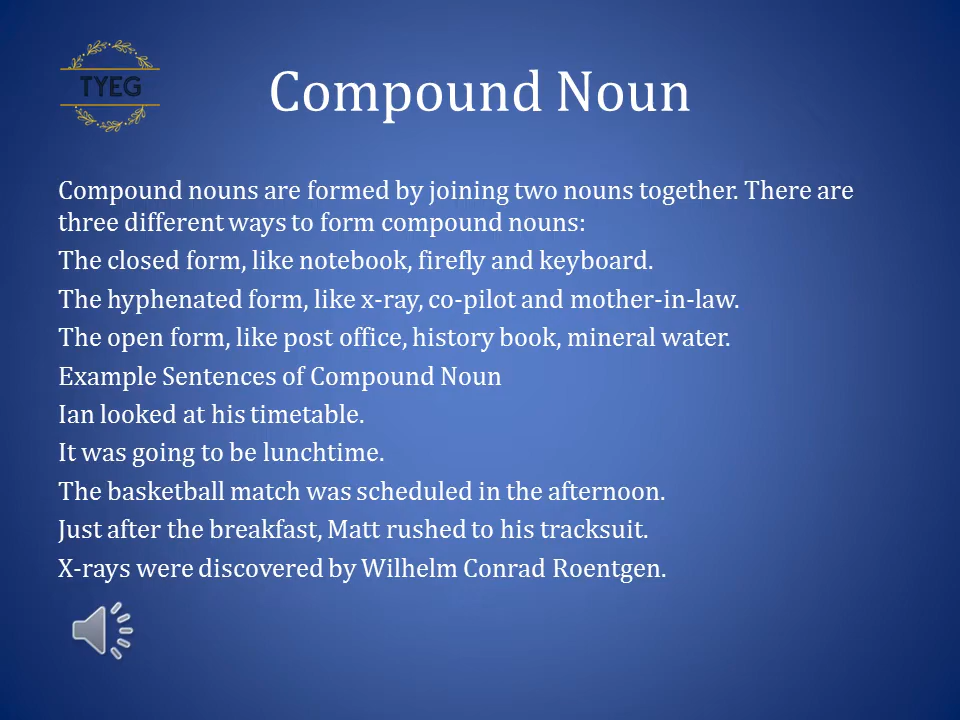 TYEG
Compound Noun
Compound nouns are formed by joining two nouns together. There are
three different ways to form compound nouns:
The closed form, like notebook, firefly and keyboard.
The hyphenated form, like x-ray, co-pilot and mother-in-law.
The open form, like post office, history book, mineral water.
Example Sentences of Compound Noun
Ian looked at his timetable.
It was going to be lunchtime.
The basketball match was scheduled in the afternoon.
Just after the breakfast, Matt rushed to his tracksuit.
X-rays were discovered by Wilhelm Conrad Roentgen.